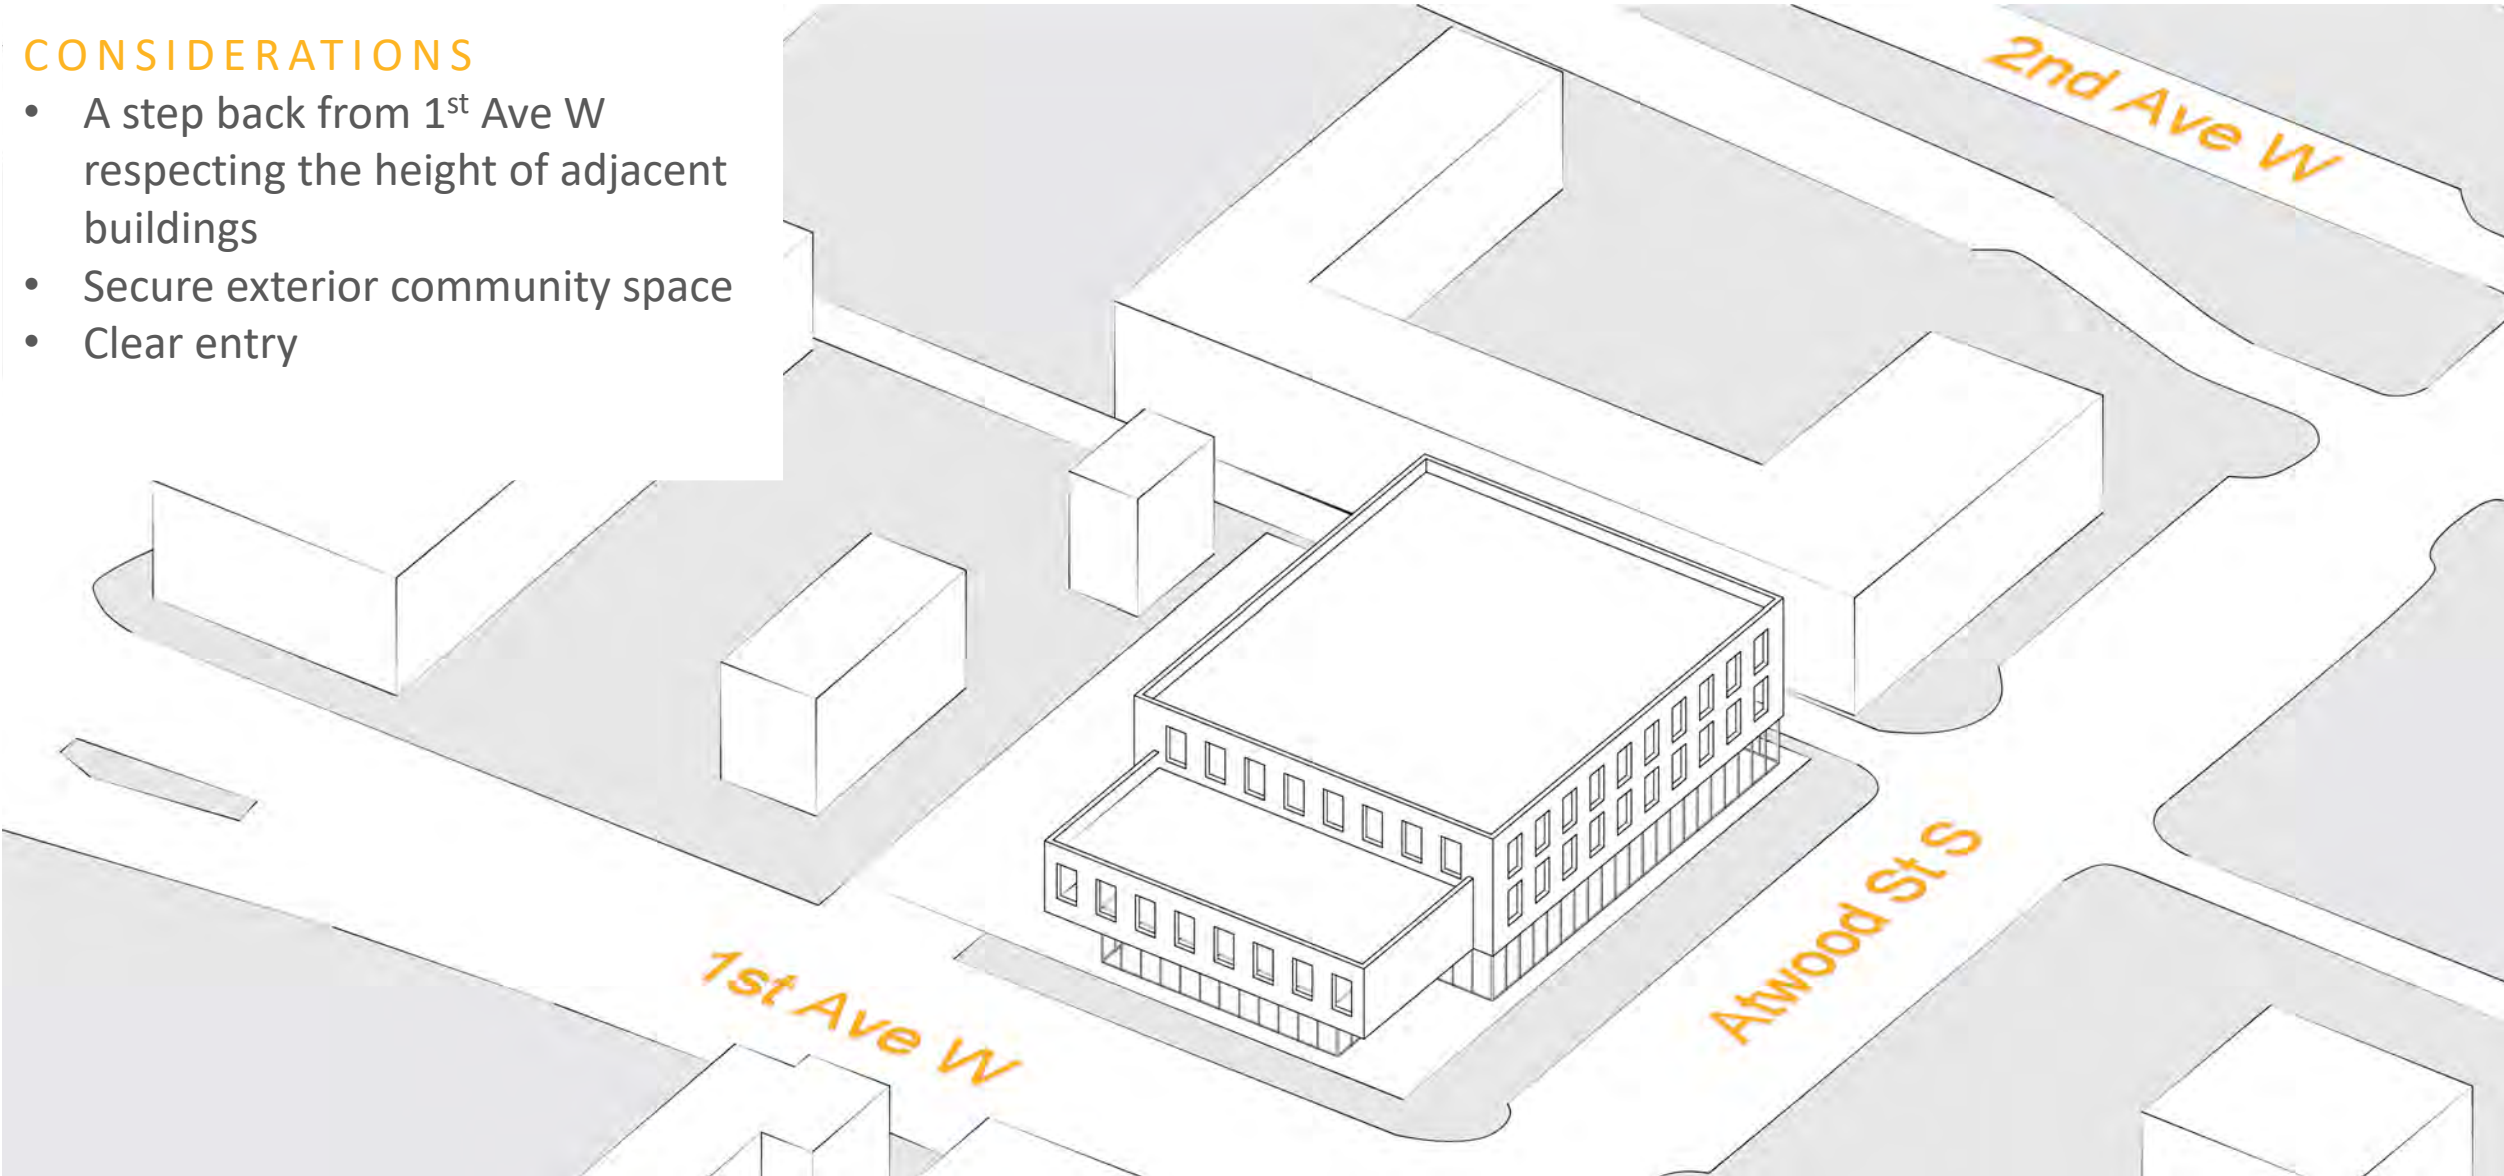 CONSIDERATIONS
• A step back from 1st Ave W
respecting the height of adjacent
buildings
• Secure exterior community space
• Clear entry
2nd Ave W
1st Ave W
Atwood St S